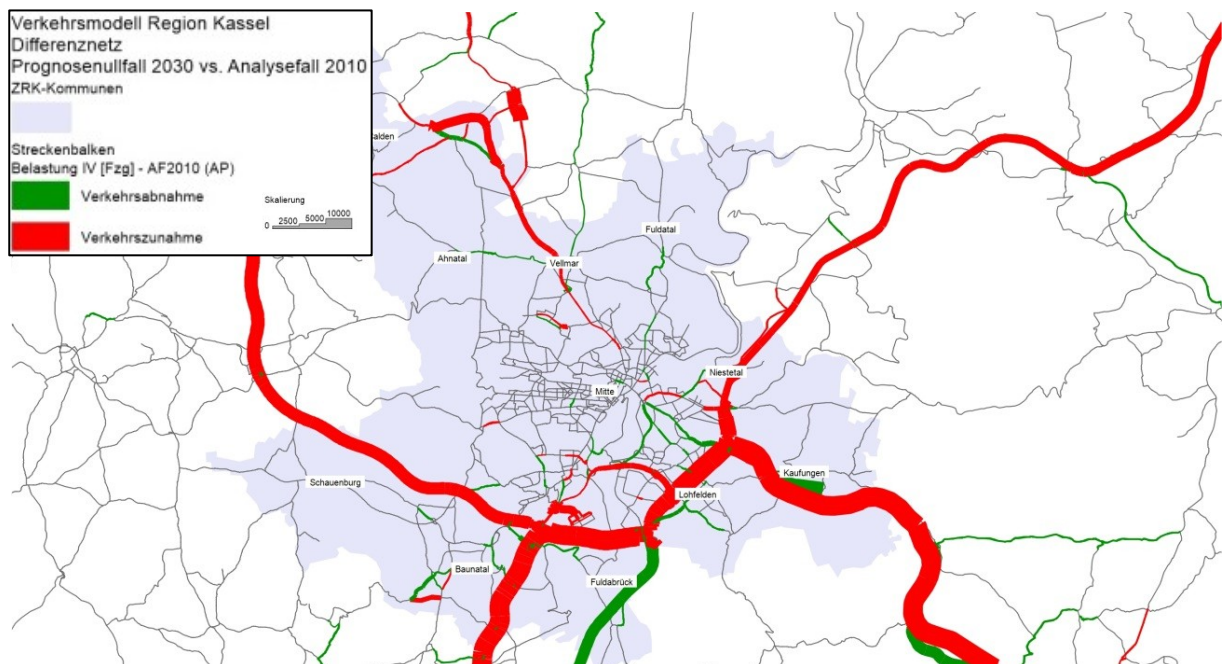 Verkehrsmodell Region Kassel
Differenznetz
Prognosenullfall 2030 vs. Analysefall 2010
ZRK-Kommunen
Streckenbalken
Belastung IV [Fzg] - AF2010 (AP)
Verkehrsabnahme
Verkehrszunahme
Skalierung
0 2500 5000 10000
alden
Fuldatal
Ahnatal
Vellmar
Niestetal
Mitte
Kaufungen
Schauenburg
Lohfelden
Baunatal
Fuldabrück